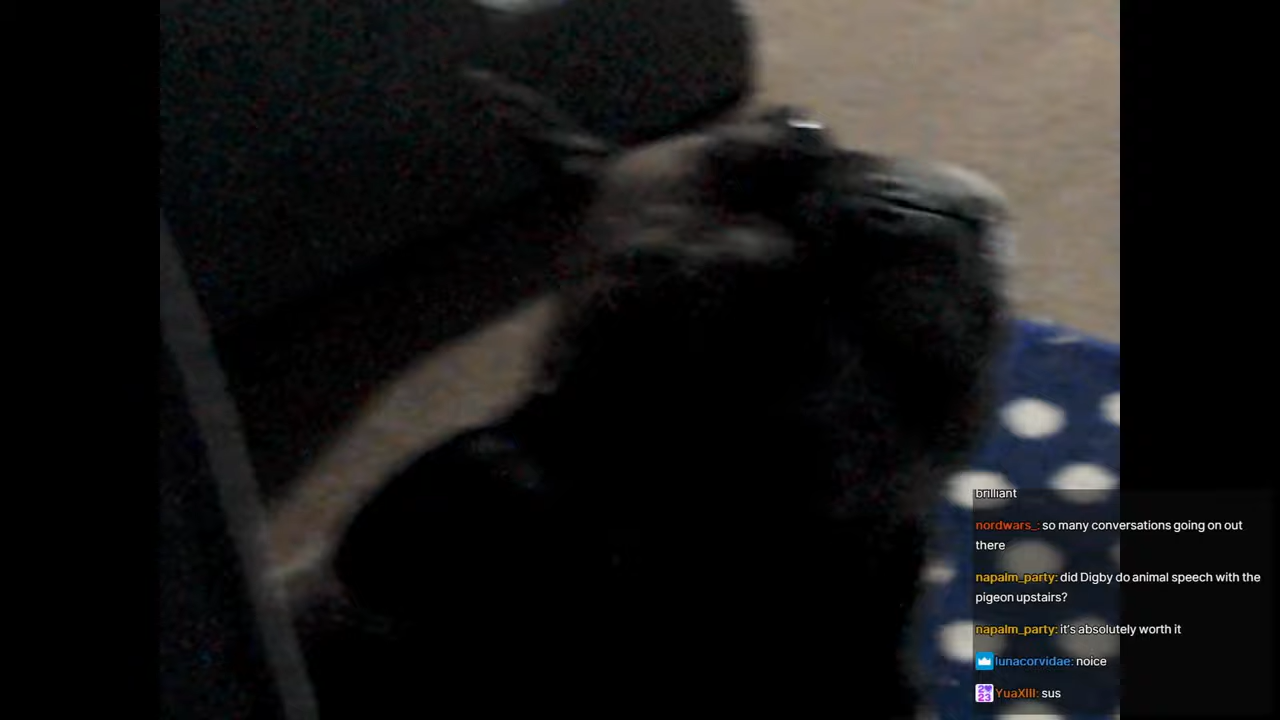 brilliant
nordwars_: so many conversations going on out
there
napalm_party: did Digby do animal speech with the
pigeon upstairs?
napalm_party: it's absolutely worth it
lunacorvidae: noice
YuaXIII: sus